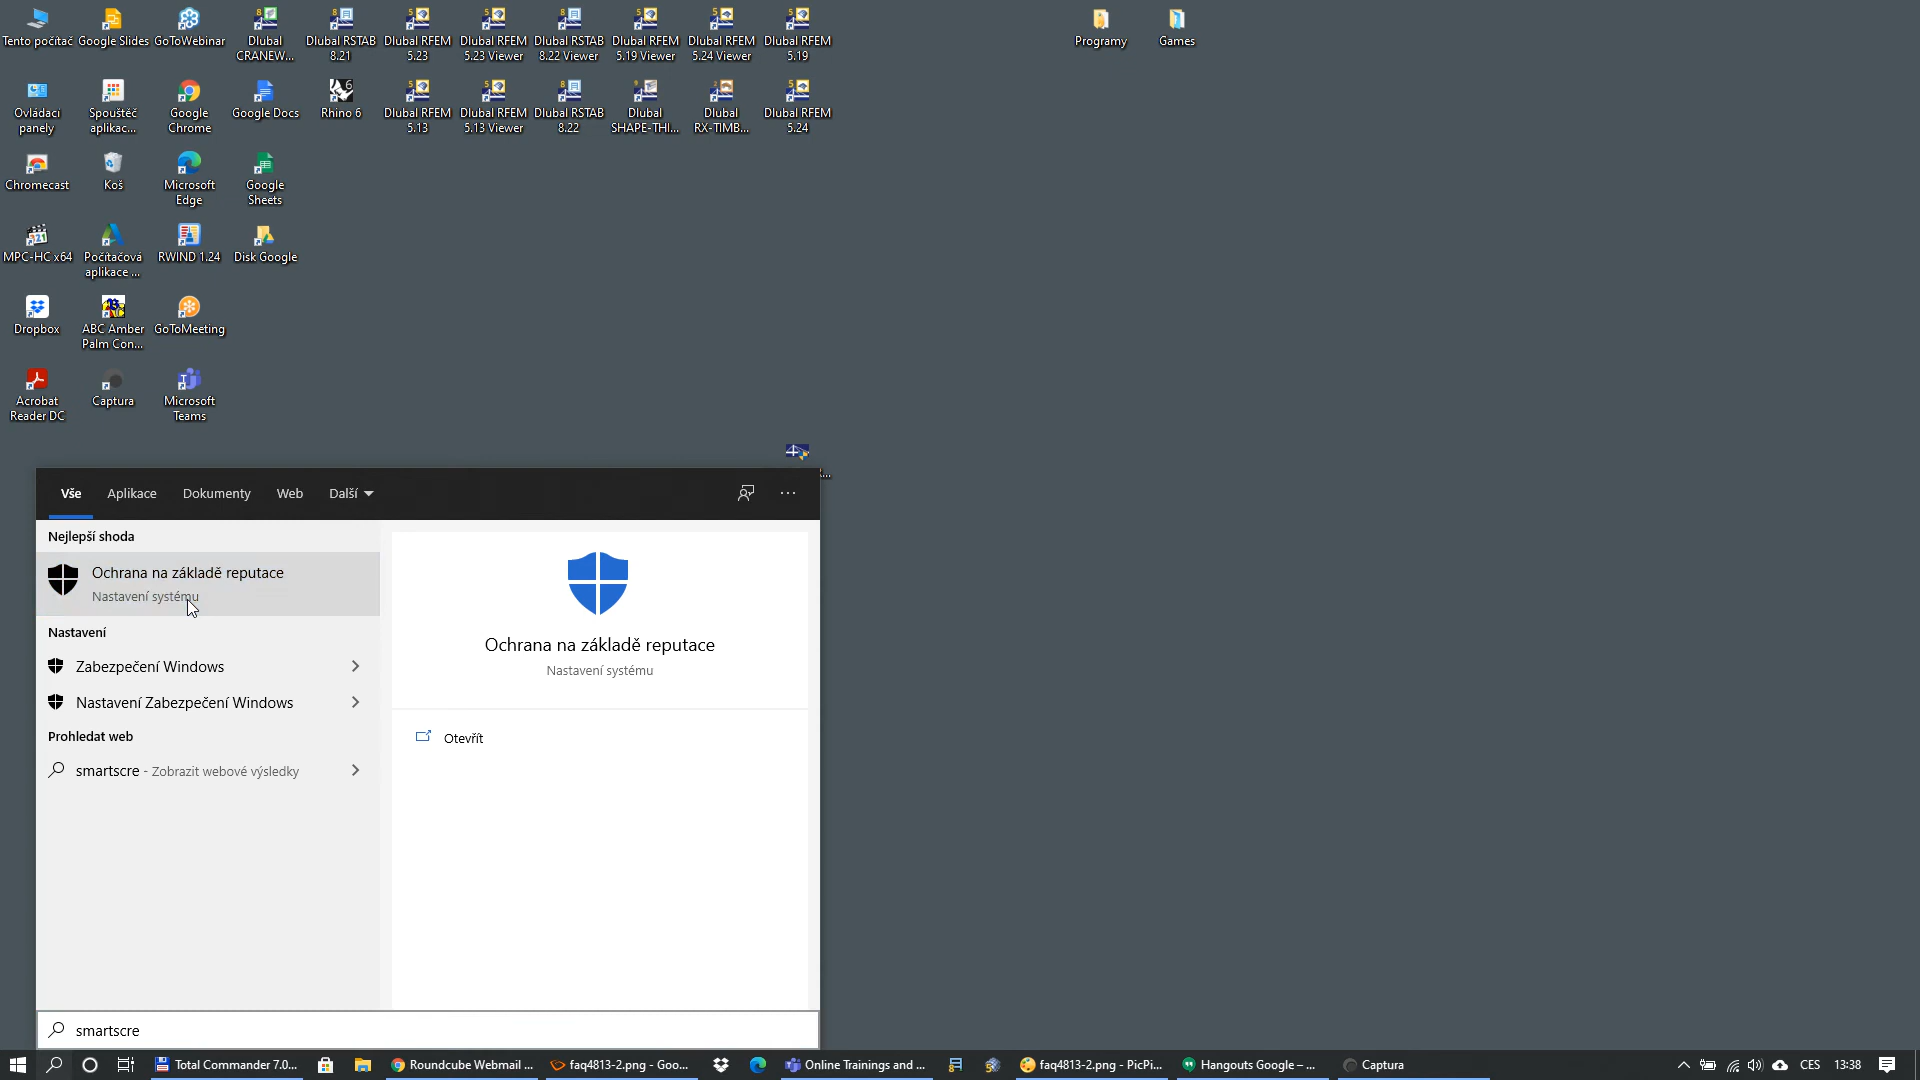 Tento počítač
Google Slides
GoToWebinar
Dlubal
CRANEW...
Dlubal RSTAB
8.21
Dlubal RFEM
5.23
Dlubal RFEM
5.23 Viewer
Dlubal RSTAB
8.22 Viewer
Dlubal RFEM
5.19 Viewer
Dlubal RFEM
5.24 Viewer
Dlubal RFEM
5.19
Programy
Games
Ovládací
panely
Spouštěč
aplikac...
Google
Chrome
Google Docs
Rhino 6
Dlubal RFEM
5.13
Dlubal RFEM
5.13 Viewer
Dlubal RSTAB
8.22
Dlubal
SHAPE-THI...
Dlubal
RX-TIMB...
Dlubal RFEM
5.24
Chromecast
Koš
Microsoft
Edge
Google
Sheets
MPC-HC x64
Počítačová
aplikace ...
RWIND 1.24
Disk Google
Dropbox
ABC Amber
Palm Con...
GoToMeeting
Acrobat
Reader DC
Captura
Microsoft
Teams
Vše
Aplikace
Dokumenty
Web
Další
Nejlepší shoda
Ochrana na základě reputace
Nastavení systému
Nastavení
Zabezpečení Windows
Nastavení Zabezpečení Windows
Prohledat web
smartscre - Zobrazit webové výsledky
Ochrana na základě reputace
Nastavení systému
Otevřít
smartscre
Total Commander 7.0...
Roundcube Webmail ...
faq4813-2.png - Goo...
Online Trainings and ...
faq4813-2.png - PicPi...
Hangouts Google – ...
Captura
CES
13:38